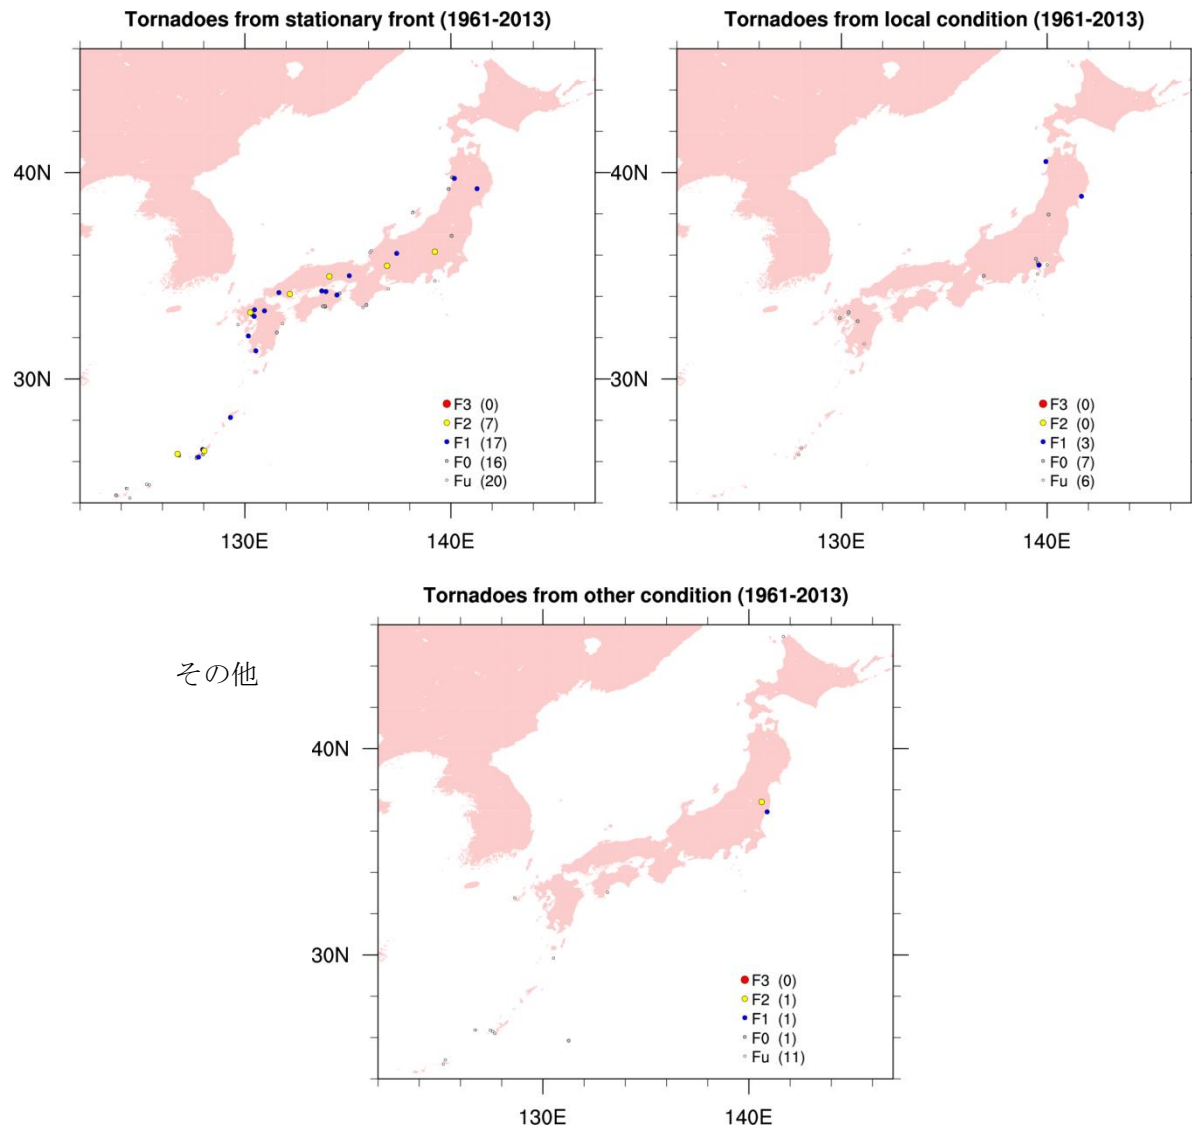 Tornadoes from stationary front (1961-2013)
40N
30N
130E
140E
F3 (0)
F2 (7)
F1 (17)
F0 (16)
Fu (20)
Tornadoes from local condition (1961-2013)
40N
30N
130E
140E
F3 (0)
F2 (0)
F1 (3)
F0 (7)
Fu (6)
その他
Tornadoes from other condition (1961-2013)
40N
30N
130E
140E
F3 (0)
F2 (1)
F1 (1)
F0 (1)
Fu (11)